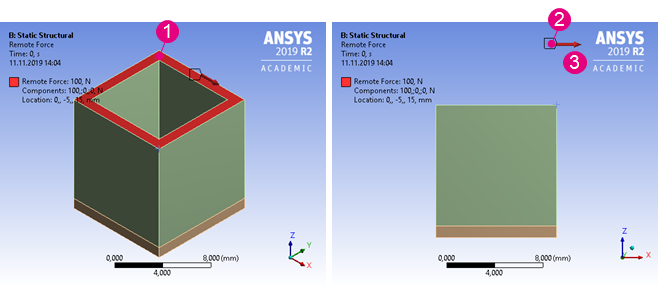 B: Static Structural
Remote Force
Time: 0, s
11.11.2019 14:04
Remote Force: 100, N
Components: 100,;0,;0, N
Location: 0,, -5,, 15, mm
ANSYS
2019 R2
ACADEMIC
1
Z
Y
X
0,000
8,000 (mm)
4,000
B: Static Structural
Remote Force
Time: 0, s
11.11.2019 14:04
Remote Force: 100, N
Components: 100,;0,;0, N
Location: 0,, -5,, 15, mm
2
3
ANSYS
2019 R2
ACADEMIC
Z
Y
X
0,000
8,000 (mm)
4,000